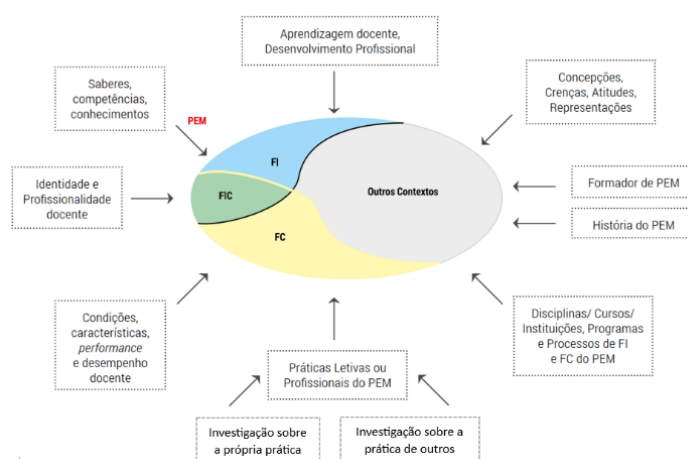 Aprendizagem docente,
Desenvolvimento Profissional
Saberes,
competências,
conhecimentos
PEM
Concepções,
Crenças, Atitudes,
Representações
FI
Identidade e
Profissionalidade
docente
FIC
Outros Contextos
Formador de PEM
FC
História do PEM
Condições,
características,
performance
e desempenho
docente
Disciplinas/ Cursos/
Instituições, Programas
e Processos de FI
e FC do PEM
Práticas Letivas ou
Profissionais do PEM
Investigação sobre
a própria prática
Investigação sobre a
prática de outros